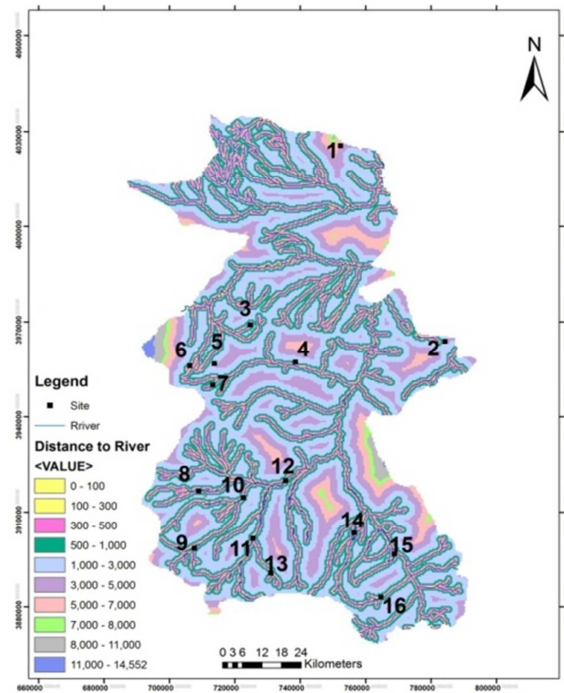 N
4060000
4030000
4000000
3970000
3940000
3910000
3880000
1
3
2
5
4
6
7
12
8
10
14
9
11
15
13
16
Legend
Site
Rriver
Distance to River
<VALUE>
0 - 100
100 - 300
300 - 500
500 - 1,000
1,000 - 3,000
3,000 - 5,000
5,000 - 7,000
7,000 - 8,000
8,000 - 11,000
11,000 - 14,552
0 3 6 12 18 24
Kilometers
660000 680000 700000 720000 740000 760000 780000 800000